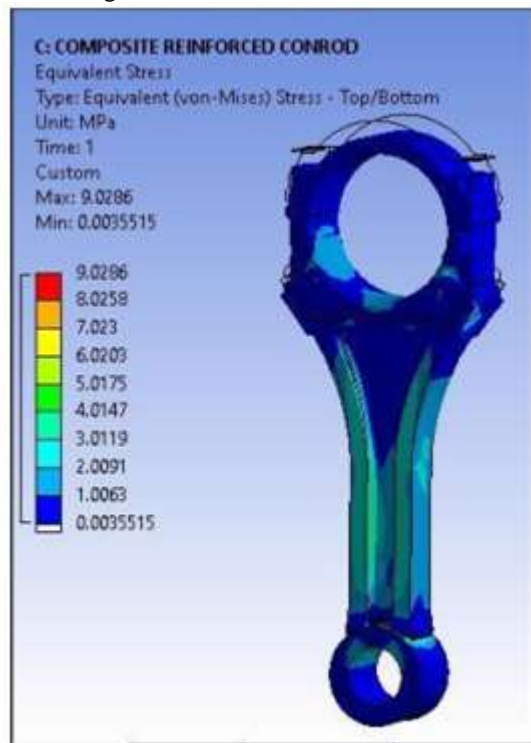 C: COMPOSITE REINFORCED CONROD
Equivalent Stress
Type: Equivalent (von-Mises) Stress - Top/Bottom
Unit: MPa
Time: 1
Custom
Max: 9.0286
Min: 0.0035515
9.0286
8.0258
7.023
6.0203
5.0175
4.0147
3.0119
2.0091
1.0063
0.0035515